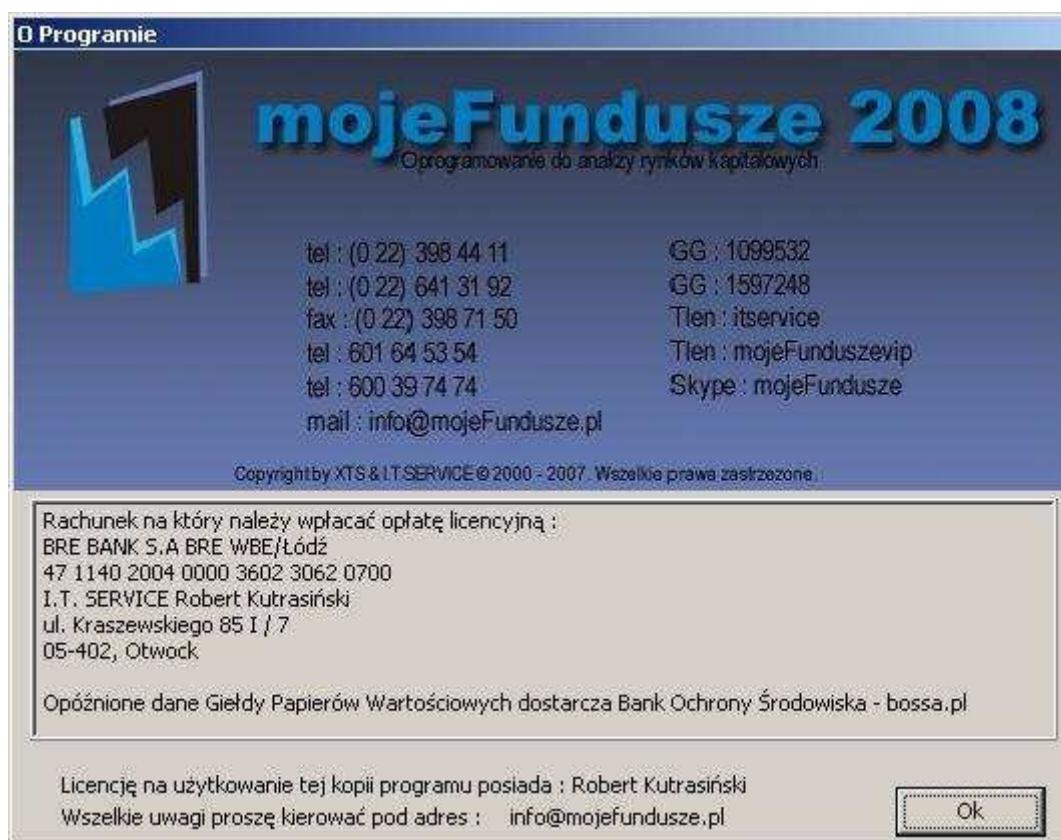 O Programie
mojeFundusze 2008
Oprogramowanie do analizy rynków kapitałowych
tel : (0 22) 398 44 11
tel : (0 22) 641 31 92
fax : (0 22) 398 71 50
tel : 601 64 53 54
tel : 600 39 74 74
mail : info@mojeFundusze.pl
GG : 1099532
GG : 1597248
Tlen : itservice
Tlen : mojeFunduszevip
Skype : mojeFundusze
Copyright by XTS & I.T SERVICE © 2000 - 2007. Wszelkie prawa zastrzezone.
Rachunek na który należy wpłacać opłatę licencyjną :
BRE BANK S.A BRE WBE/Łódź
47 1140 2004 0000 3602 3062 0700
I.T. SERVICE Robert Kutrasiński
ul. Kraszewskiego 85 I / 7
05-402, Otwock
Opóźnione dane Giełdy Papierów Wartościowych dostarcza Bank Ochrony Środowiska - bossa.pl
Licencję na użytkowanie tej kopii programu posiada : Robert Kutrasiński
Wszelkie uwagi proszę kierować pod adres : info@mojefundusze.pl
Ok